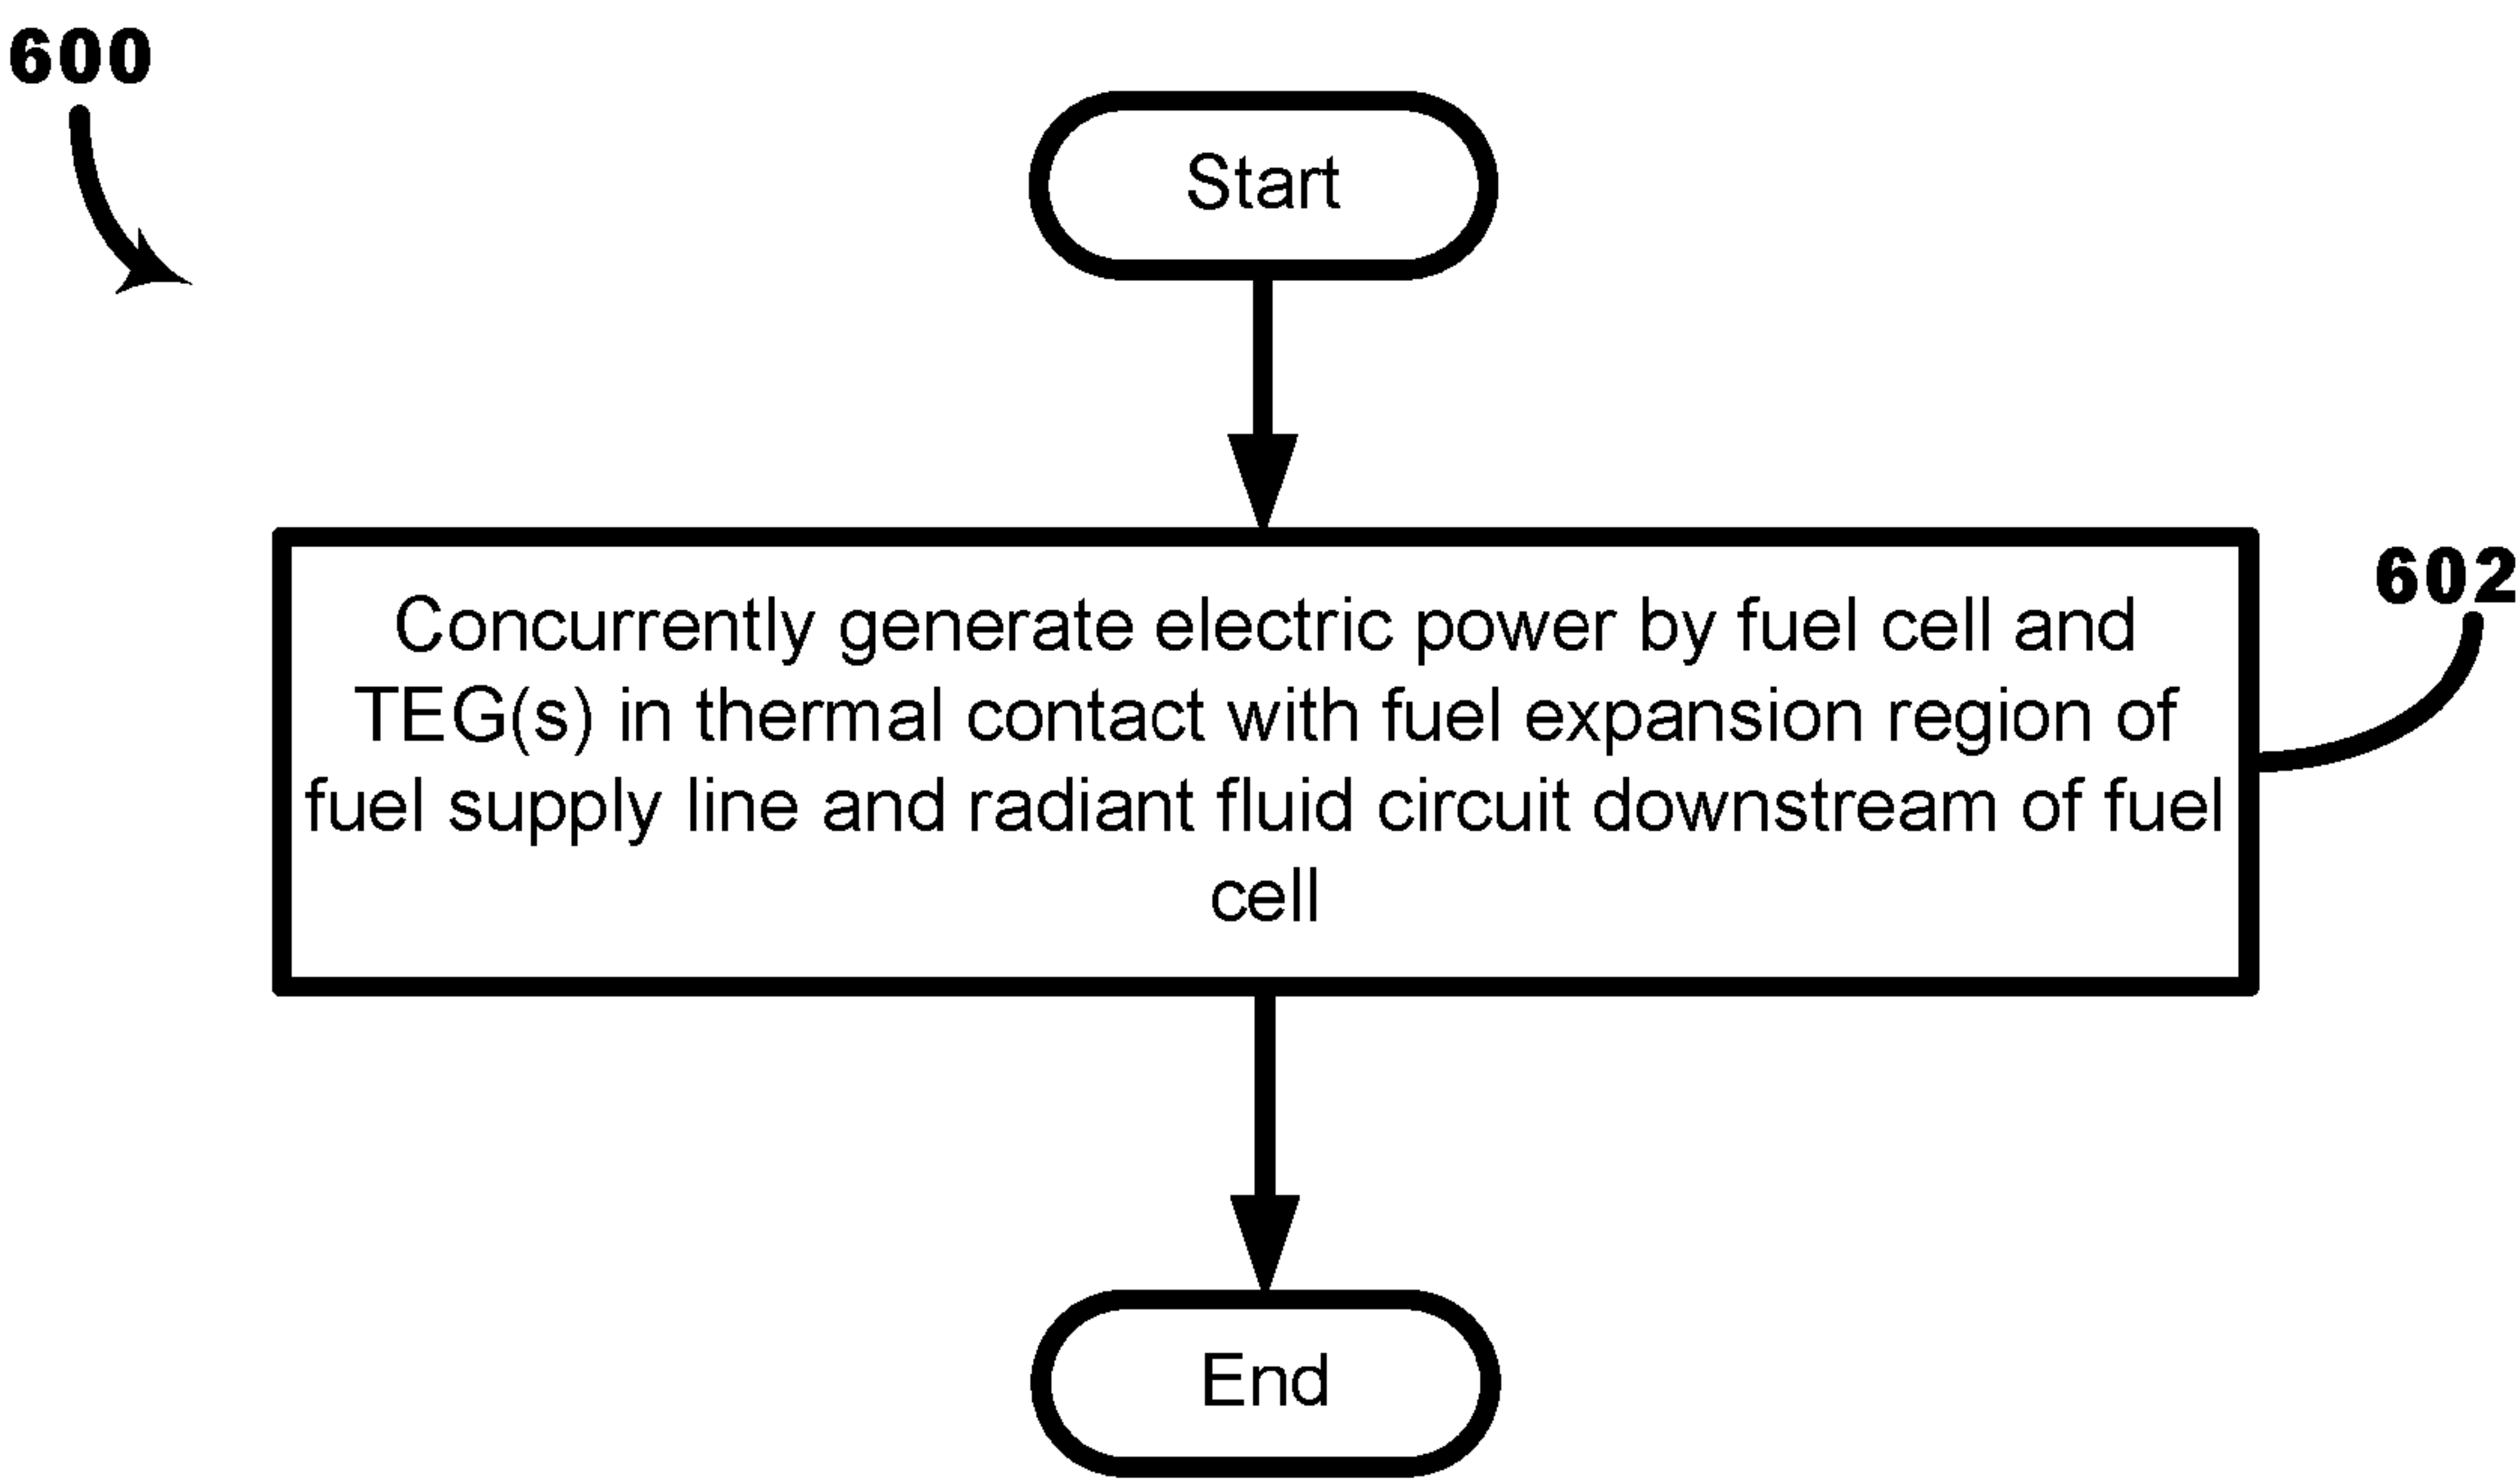 600
Start
Concurrently generate electric power by fuel cell and
TEG(s) in thermal contact with fuel expansion region of
fuel supply line and radiant fluid circuit downstream of fuel
cell
602
End